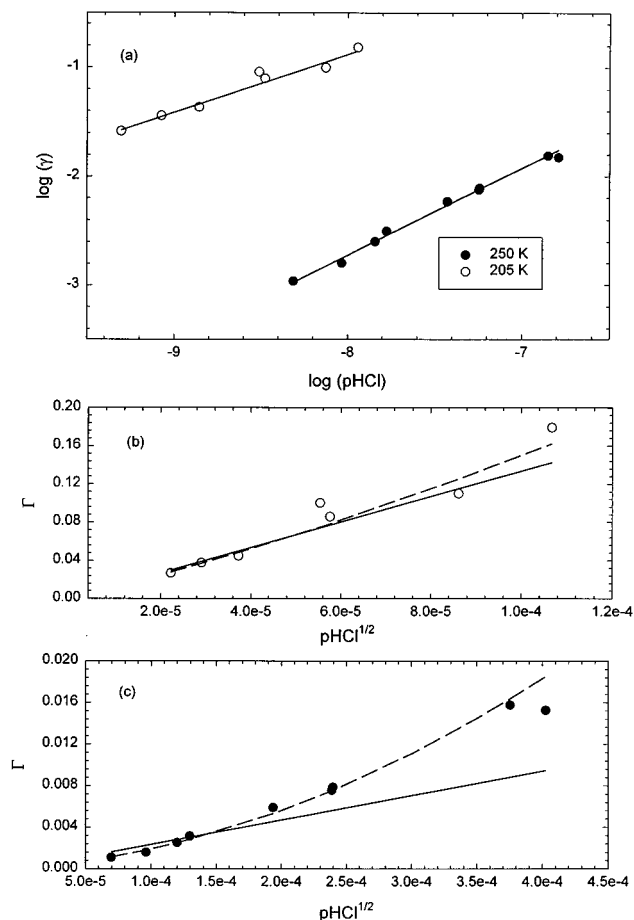 (a)
-1
-2
-3
log (γ)
● 250 K
○ 205 K
-9 -8 -7
log (pHCl)
(b)
0.20
0.16
0.12
0.08
0.04
0.00
Γ
2.0e-5 4.0e-5 6.0e-5 8.0e-5 1.0e-4 1.2e-4
pHCl^1/2
(c)
0.020
0.016
0.012
0.008
0.004
0.000
Γ
5.0e-5 1.0e-4 1.5e-4 2.0e-4 2.5e-4 3.0e-4 3.5e-4 4.0e-4 4.5e-4
pHCl^1/2